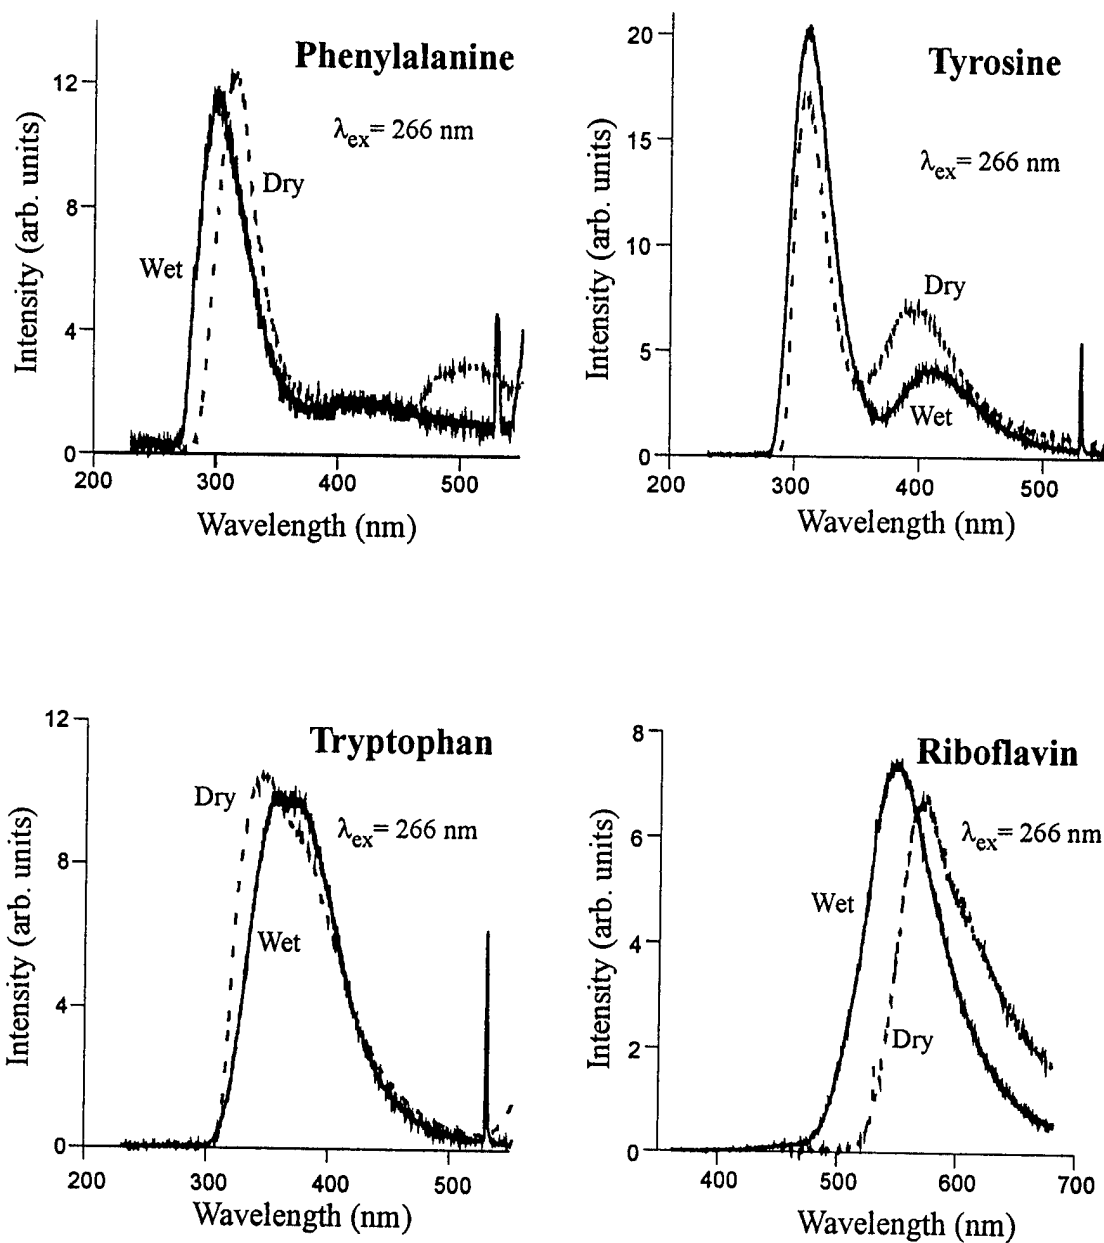 Phenylalanine
λex= 266 nm
Dry
Wet
12
8
4
0
200
300
400
500
Intensity (arb. units)
Wavelength (nm)
Tyrosine
λex= 266 nm
Dry
Wet
20
15
10
5
0
200
300
400
500
Intensity (arb. units)
Wavelength (nm)
Tryptophan
Dry
λex= 266 nm
Wet
12
8
4
0
200
300
400
500
Intensity (arb. units)
Wavelength (nm)
Riboflavin
λex= 266 nm
Wet
Dry
8
6
4
2
0
400
500
600
700
Intensity (arb. units)
Wavelength (nm)